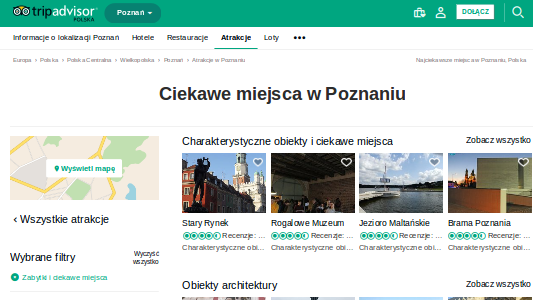 tripadvisor
POLSKA
Poznań
DOŁĄCZ
Informacje o lokalizacji Poznań Hotele Restauracje Atrakcje Loty •••
Europa › Polska › Polska Centralna › Wielkopolska › Poznań › Atrakcje w Poznaniu
Najciekawsze miejsca w Poznaniu, Polska
Ciekawe miejsca w Poznaniu
Wyświetl mapę
‹ Wszystkie atrakcje
Wybrane filtry
Wyczyść wszystko
Zabytki i ciekawe miejsca
Charakterystyczne obiekty i ciekawe miejsca
Zobacz wszystko
Stary Rynek
Recenzje: ...
Charakterystyczne obi...
Rogalowe Muzeum
Recenzje: ...
Charakterystyczne obi...
Jezioro Maltańskie
Recenzje: ...
Charakterystyczne obi...
Brama Poznania
Recenzje: ...
Charakterystyczne obi...
Obiekty architektury
Zobacz wszystko